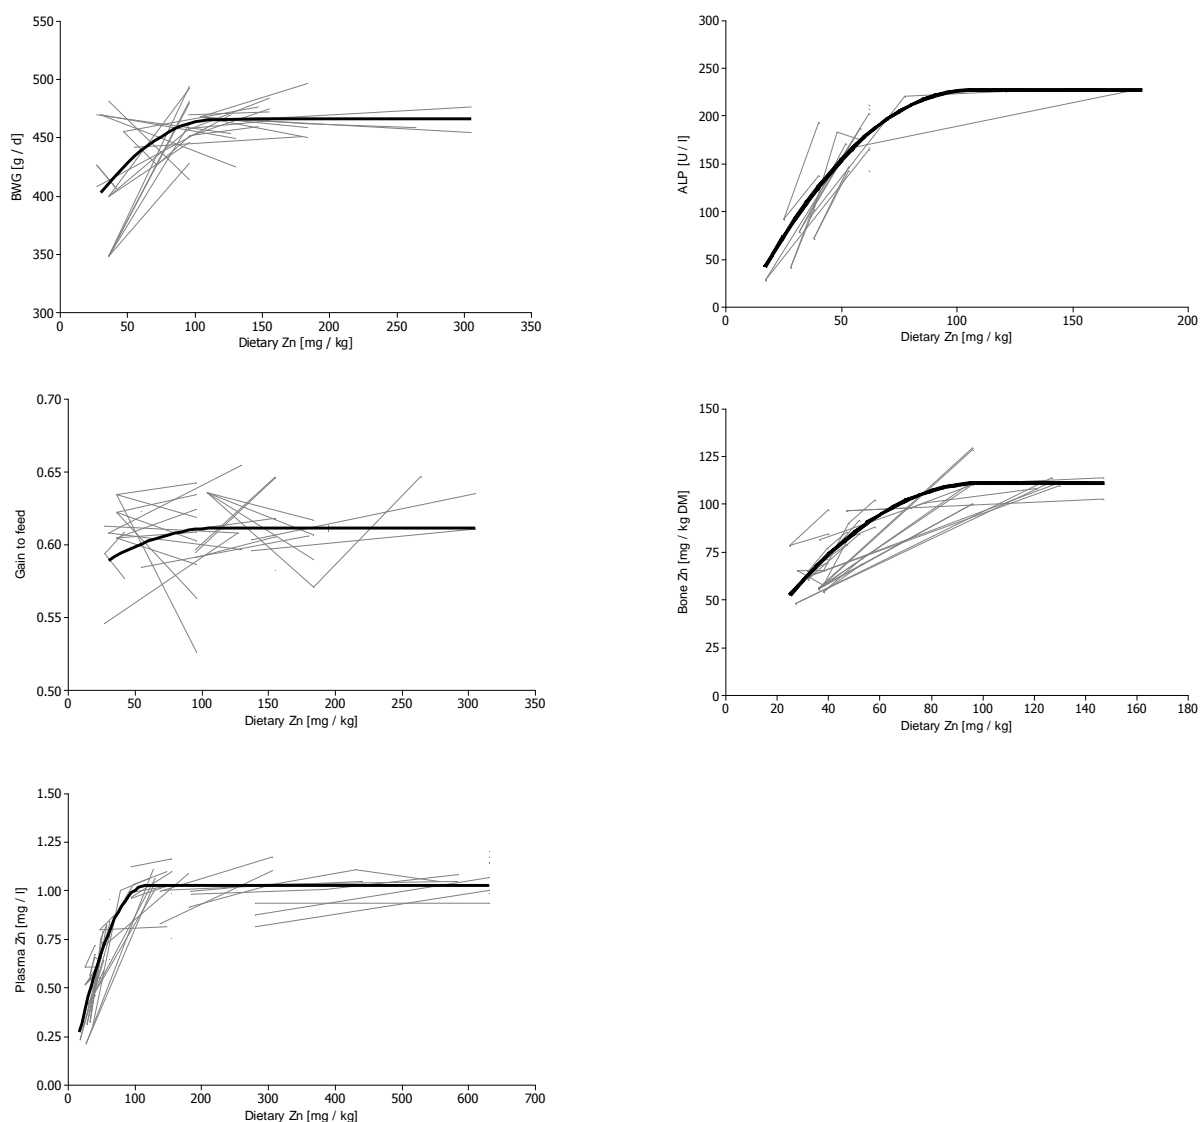 BWG [g / d]
550
500
450
400
350
300
0 50 100 150 200 250 300 350
Dietary Zn [mg / kg]
ALP [U / l]
300
250
200
150
100
50
0
0 50 100 150 200
Dietary Zn [mg / kg]
Gain to feed
0.70
0.65
0.60
0.55
0.50
0 50 100 150 200 250 300 350
Dietary Zn [mg / kg]
Bone Zn [mg / kg DM]
150
125
100
75
50
25
0
0 20 40 60 80 100 120 140 160 180
Dietary Zn [mg / kg]
Plasma Zn [mg / l]
1.50
1.25
1.00
0.75
0.50
0.25
0.00
0 100 200 300 400 500 600 700
Dietary Zn [mg / kg]